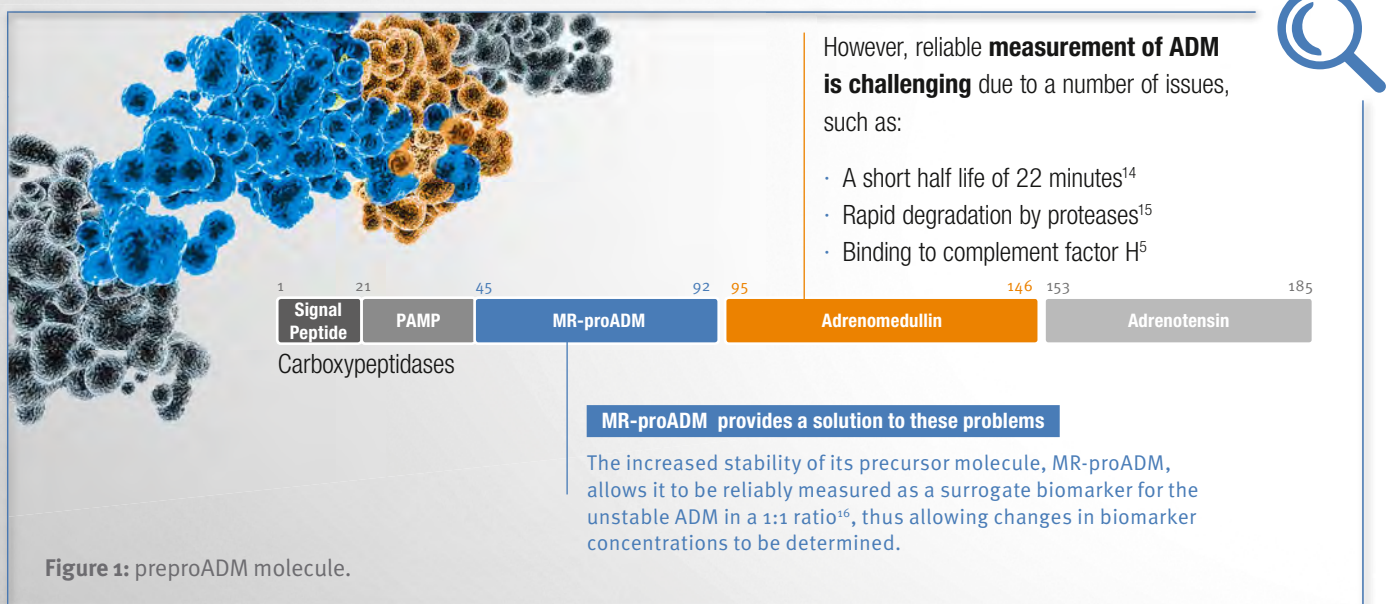 However, reliable measurement of ADM
is challenging due to a number of issues,
such as:
· A short half life of 22 minutes¹⁴
· Rapid degradation by proteases¹⁵
· Binding to complement factor H⁵
1 21 45 92 95 146 153 185
Signal
Peptide
PAMP
MR-proADM
Adrenomedullin
Adrenotensin
Carboxypeptidases
MR-proADM provides a solution to these problems
The increased stability of its precursor molecule, MR-proADM,
allows it to be reliably measured as a surrogate biomarker for the
unstable ADM in a 1:1 ratio¹⁶, thus allowing changes in biomarker
concentrations to be determined.
Figure 1: preproADM molecule.